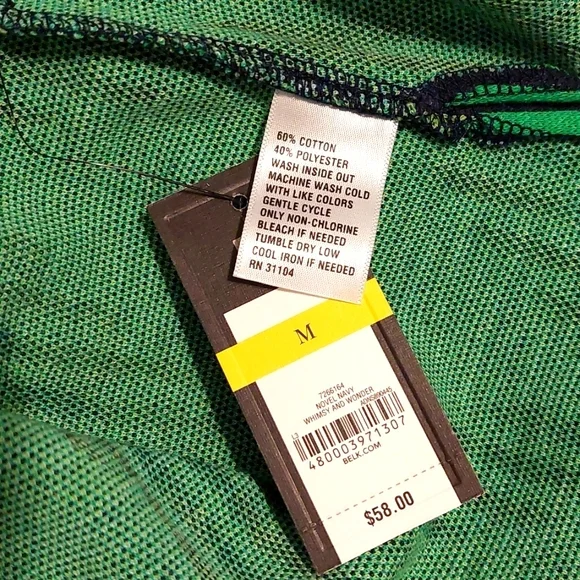 60% COTTON
40% POLYESTER
WASH INSIDE OUT
MACHINE WASH COLD
WITH LIKE COLORS
GENTLE CYCLE
ONLY NON-CHLORINE
BLEACH IF NEEDED
TUMBLE DRY LOW
COOL IRON IF NEEDED
RN 31104
M
7266164
NOVEL NAVY
WHIMSY AND WONDER
L3
480003971307
BELK.COM
$58.00